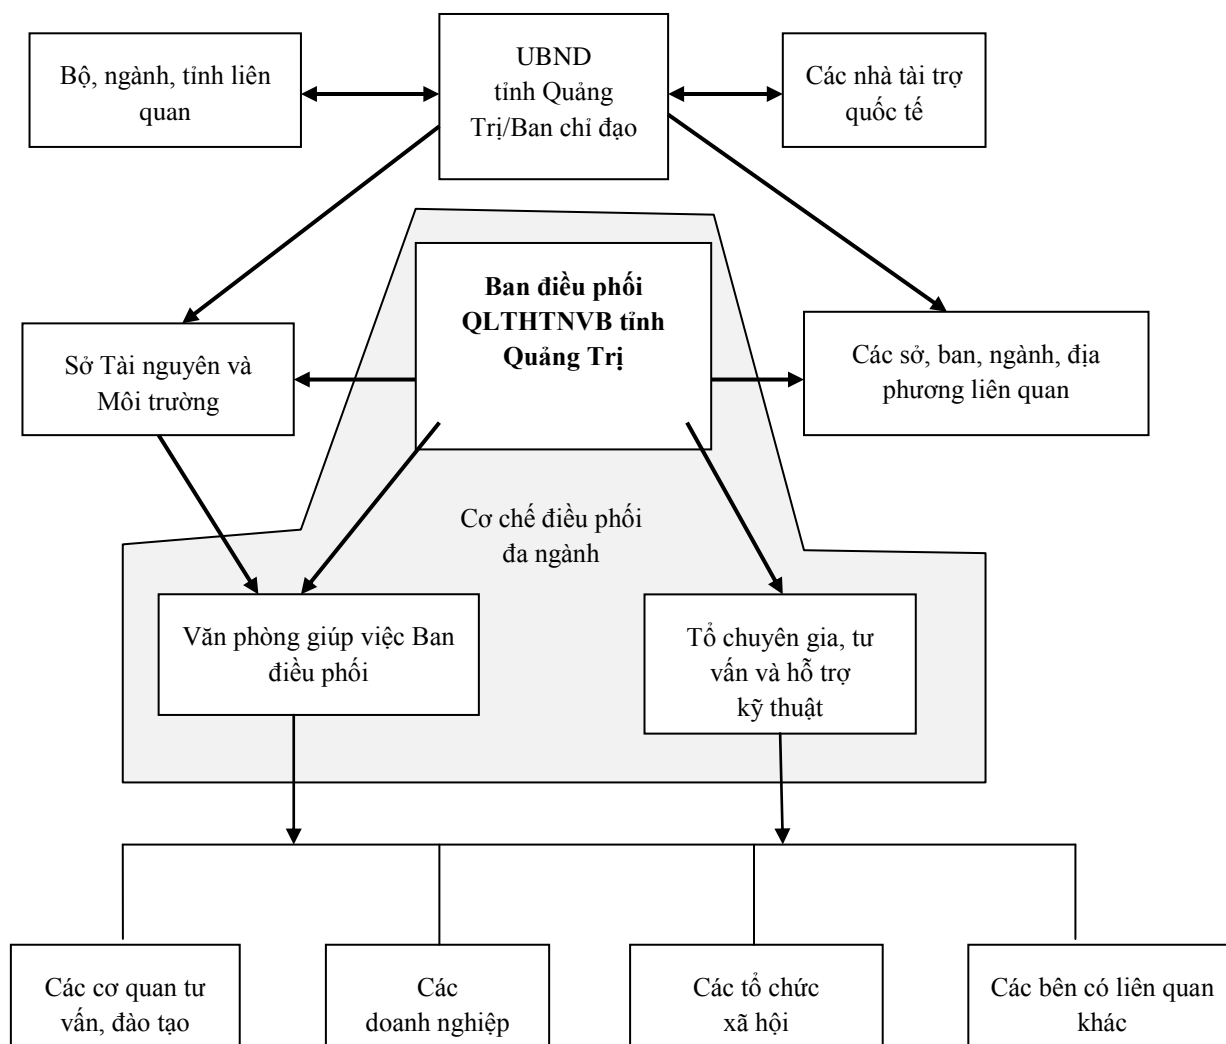 Bộ, ngành, tỉnh liên
quan
UBND
tỉnh Quảng
Trị/Ban chỉ đạo
Các nhà tài trợ
quốc tế
Ban điều phối
QLTHTNVB tỉnh
Quảng Trị
Sở Tài nguyên và
Môi trường
Các sở, ban, ngành, địa
phương liên quan
Cơ chế điều phối
đa ngành
Văn phòng giúp việc Ban
điều phối
Tổ chuyên gia, tư
vấn và hỗ trợ
kỹ thuật
Các cơ quan tư
vấn, đào tạo
Các
doanh nghiệp
Các tổ chức
xã hội
Các bên có liên quan
khác